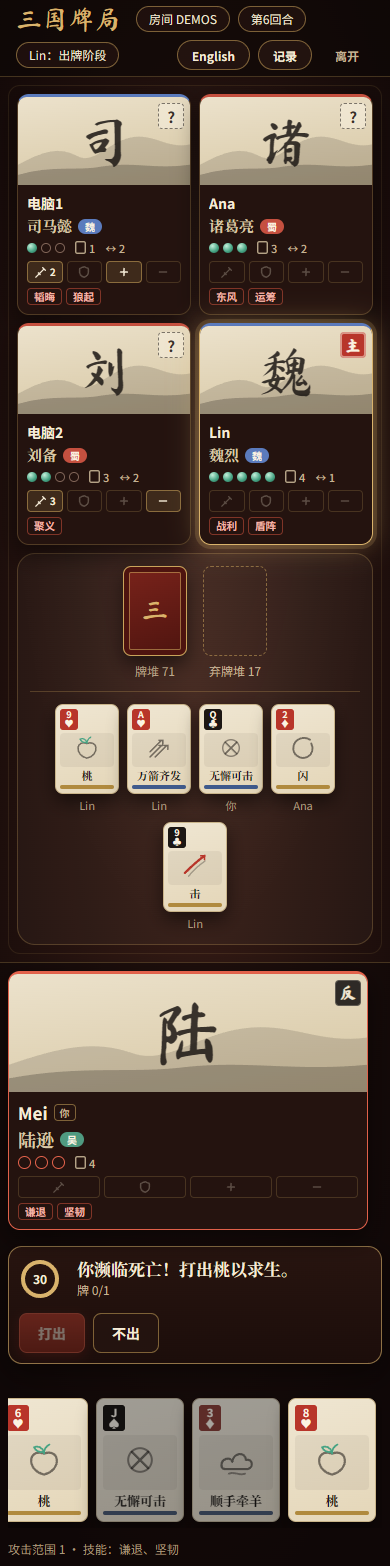 三国牌局 房间 DEMOS 第6回合
Lin：出牌阶段 English 记录 离开
司 ?
电脑1
司马懿 魏
1 ↔2
2 + −
韬晦 狼起
诸 ?
Ana
诸葛亮 蜀
3 ↔2
+ −
东风 运筹
刘 ?
电脑2
刘备 蜀
3 ↔2
3 + −
聚义
魏 主
Lin
魏烈 魏
4 ↔1
+ −
战利 盾阵
三
牌堆 71 弃牌堆 17
9♥ 桃 Lin
A♥ 万箭齐发 Lin
Q♣ 无懈可击 你
2♦ 闪 Ana
9♣ 击 Lin
陆 反
Mei 你
陆逊 吴
4
+ −
谦退 坚韧
30
你濒临死亡！打出桃以求生。
牌 0/1
打出 不出
6♥ 桃
J♠ 无懈可击
3♦ 顺手牵羊
8♥ 桃
攻击范围 1 · 技能：谦退、坚韧